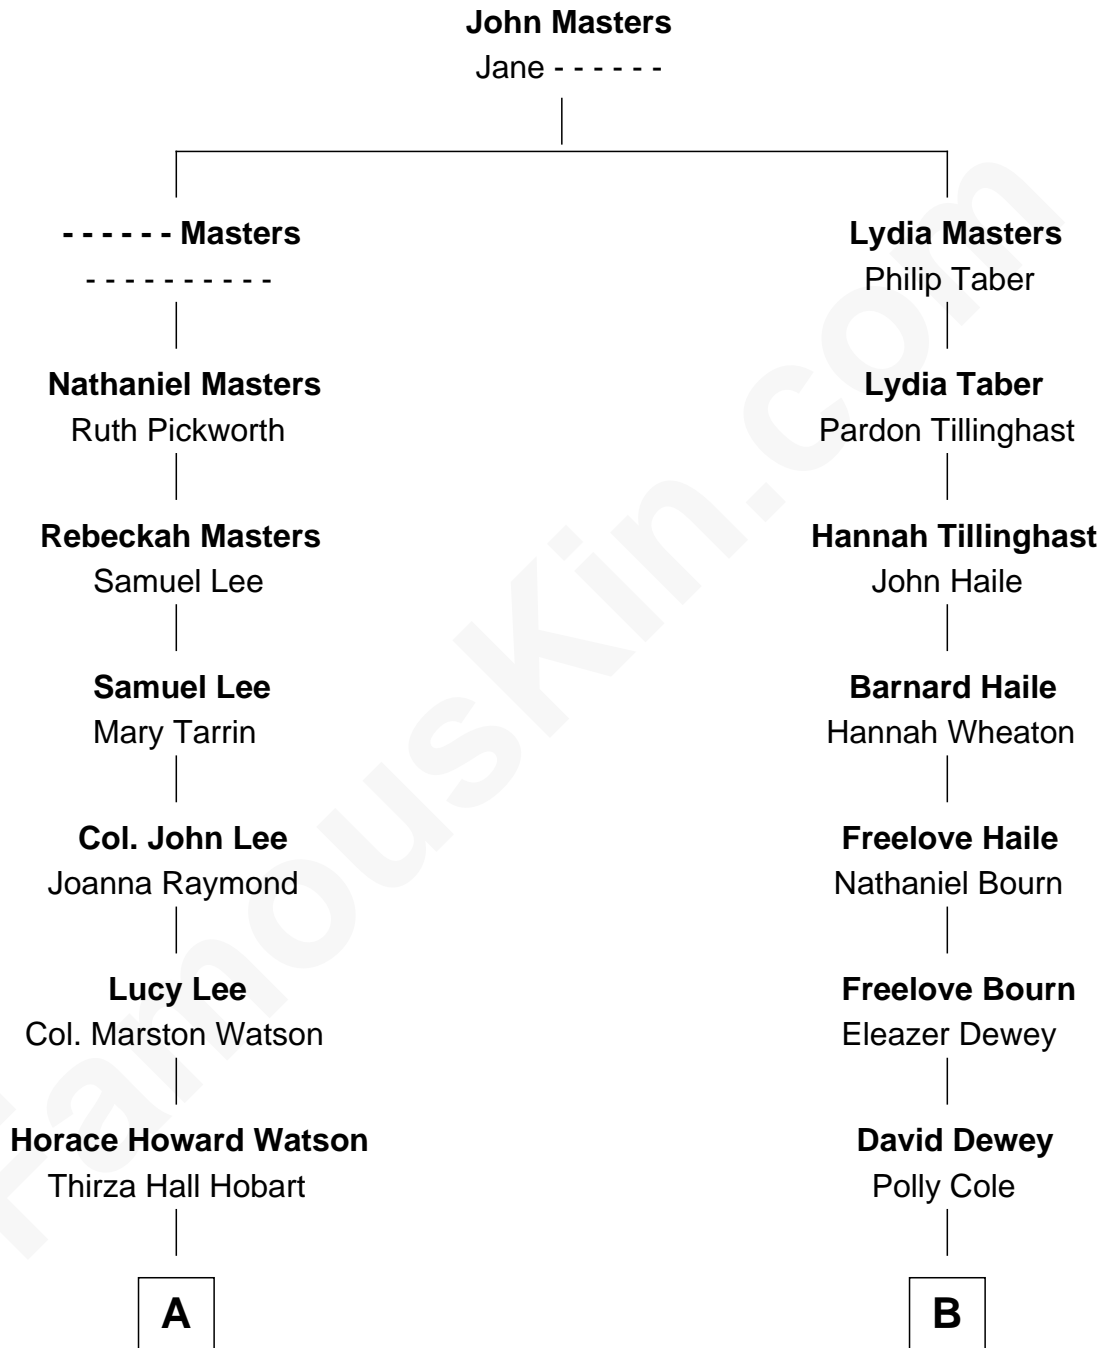 John Masters
Jane - - - - - -
- - - - - - Masters
- - - - - - - - - -
Nathaniel Masters
Ruth Pickworth
Rebeckah Masters
Samuel Lee
Samuel Lee
Mary Tarrin
Col. John Lee
Joanna Raymond
Lucy Lee
Col. Marston Watson
Horace Howard Watson
Thirza Hall Hobart
A
Lydia Masters
Philip Taber
Lydia Taber
Pardon Tillinghast
Hannah Tillinghast
John Haile
Barnard Haile
Hannah Wheaton
Freelove Haile
Nathaniel Bourn
Freelove Bourn
Eleazer Dewey
David Dewey
Polly Cole
B
FamousKin.com